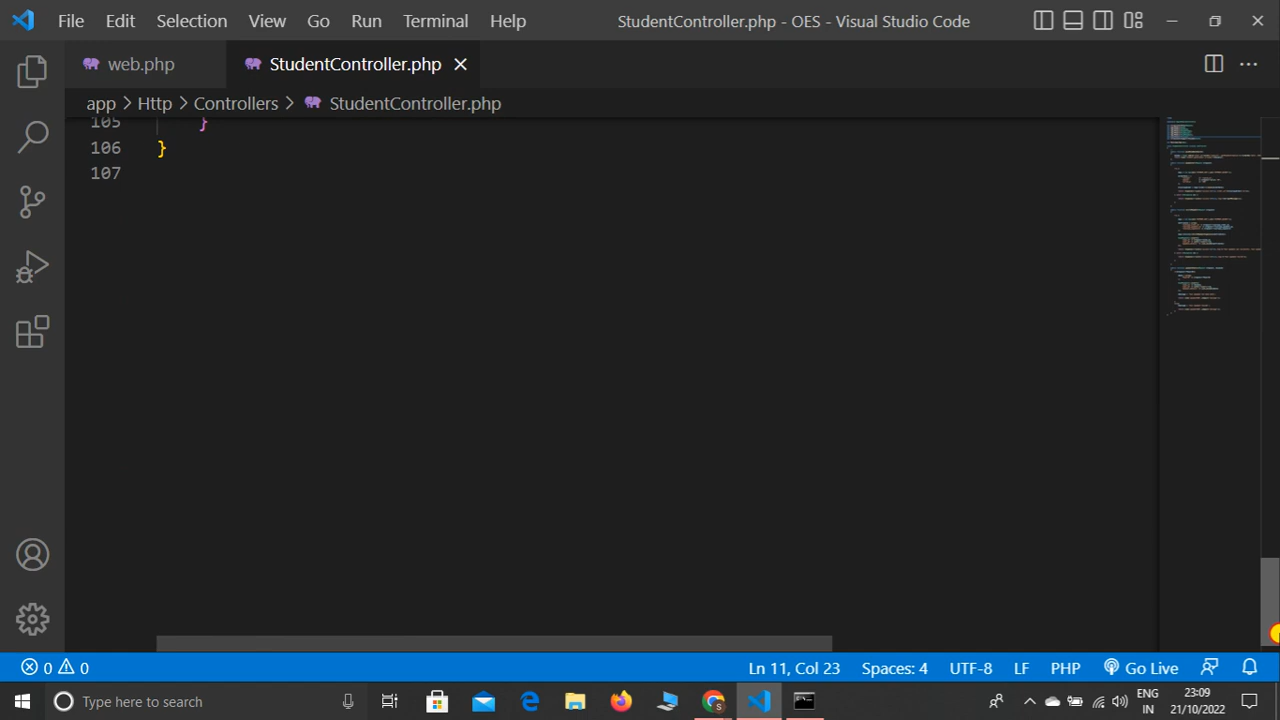 File Edit Selection View Go Run Terminal Help StudentController.php - OES - Visual Studio Code
web.php StudentController.php
app > Http > Controllers > StudentController.php
105 }
106 }
107
0 0 Ln 11, Col 23 Spaces: 4 UTF-8 LF PHP Go Live
Type here to search ENG 23:09
IN 21/10/2022